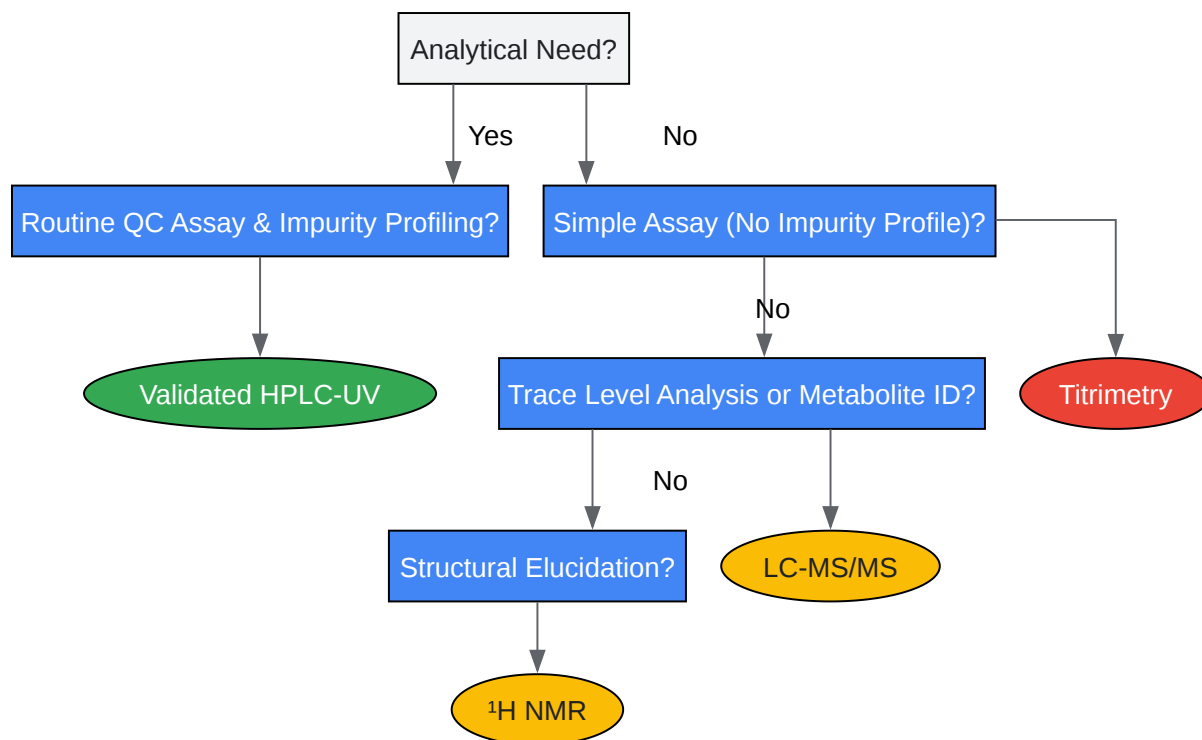 Analytical Need?
Yes
No
Routine QC Assay & Impurity Profiling?
Simple Assay (No Impurity Profile)?
No
Validated HPLC-UV
Trace Level Analysis or Metabolite ID?
Titrimetry
No
Structural Elucidation?
LC-MS/MS
¹H NMR